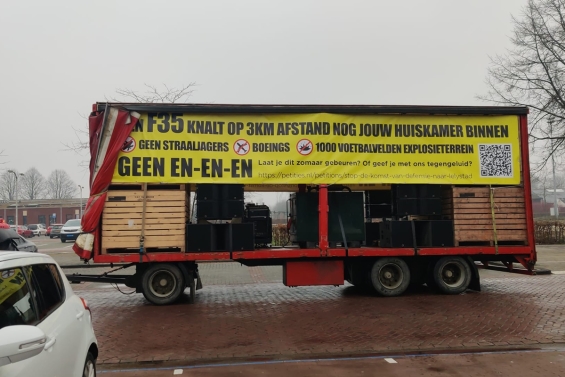 F35 KNALT OP 3KM AFSTAND NOG JOUW HUISKAMER BINNEN
GEEN STRAALJAGERS BOEINGS 1000 VOETBALVELDEN EXPLOSIETERREIN
GEEN EN-EN-EN Laat je dit zomaar gebeuren? Of geef je met ons tegengeluid?